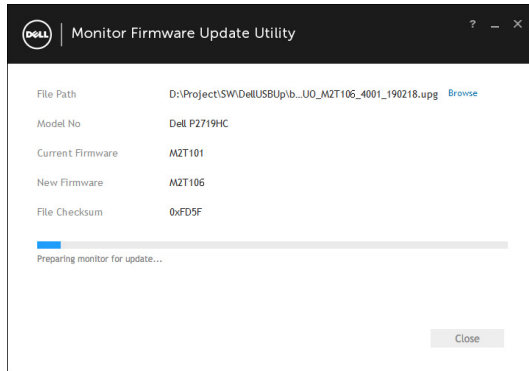 DELL Monitor Firmware Update Utility ? _ X
File Path D:\Project\SW\DellUSBUp\b...UO_M2T106_4001_190218.upg Browse
Model No Dell P2719HC
Current Firmware M2T101
New Firmware M2T106
File Checksum 0xFD5F
Preparing monitor for update...
Close